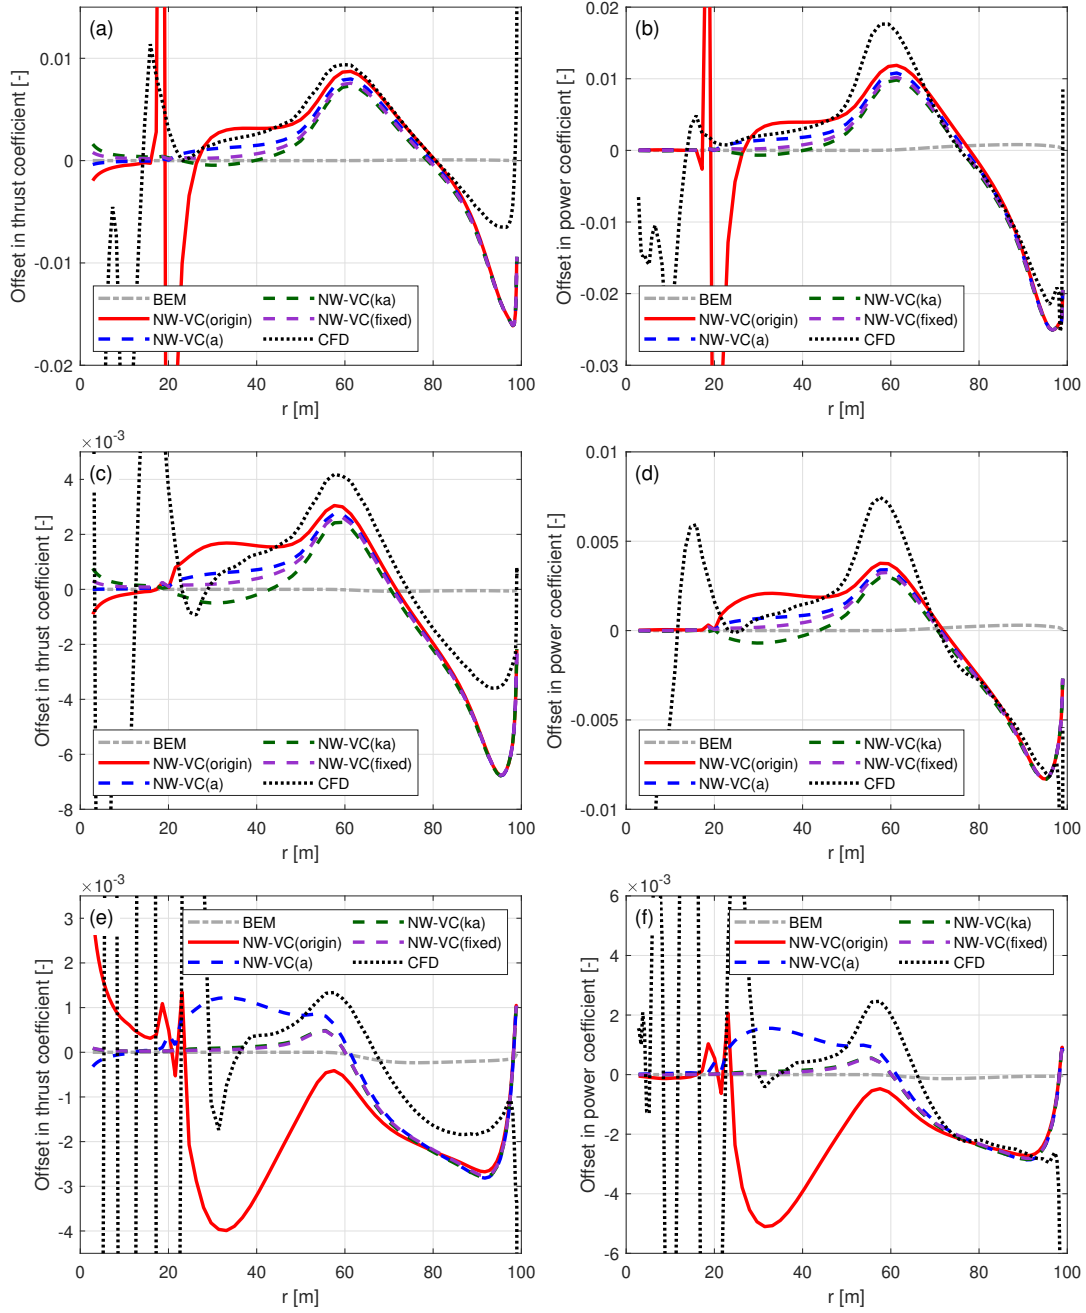 (a)
Offset in thrust coefficient [-]
0.01
0
-0.01
-0.02
BEM
NW-VC(origin)
NW-VC(a)
NW-VC(ka)
NW-VC(fixed)
CFD
0 20 40 60 80 100
r [m]
(b)
Offset in power coefficient [-]
0.02
0.01
0
-0.01
-0.02
-0.03
BEM
NW-VC(origin)
NW-VC(a)
NW-VC(ka)
NW-VC(fixed)
CFD
0 20 40 60 80 100
r [m]
×10⁻³
(c)
Offset in thrust coefficient [-]
4
2
0
-2
-4
-6
-8
BEM
NW-VC(origin)
NW-VC(a)
NW-VC(ka)
NW-VC(fixed)
CFD
0 20 40 60 80 100
r [m]
(d)
Offset in power coefficient [-]
0.01
0.005
0
-0.005
-0.01
BEM
NW-VC(origin)
NW-VC(a)
NW-VC(ka)
NW-VC(fixed)
CFD
0 20 40 60 80 100
r [m]
×10⁻³
(e)
Offset in thrust coefficient [-]
3
2
1
0
-1
-2
-3
-4
BEM
NW-VC(origin)
NW-VC(a)
NW-VC(ka)
NW-VC(fixed)
CFD
0 20 40 60 80 100
r [m]
×10⁻³
(f)
Offset in power coefficient [-]
6
4
2
0
-2
-4
-6
BEM
NW-VC(origin)
NW-VC(a)
NW-VC(ka)
NW-VC(fixed)
CFD
0 20 40 60 80 100
r [m]